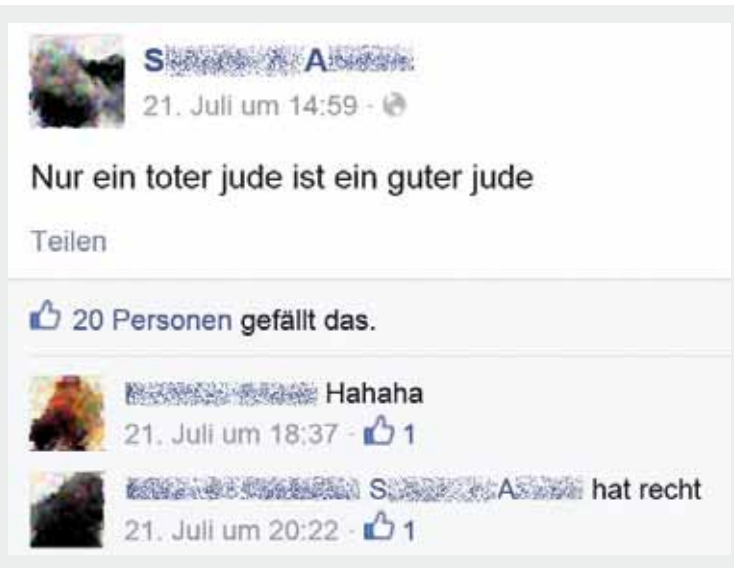 S A
21. Juli um 14:59 ·
Nur ein toter jude ist ein guter jude
Teilen
20 Personen gefällt das.
Hahaha
21. Juli um 18:37 · 1
S A hat recht
21. Juli um 20:22 · 1